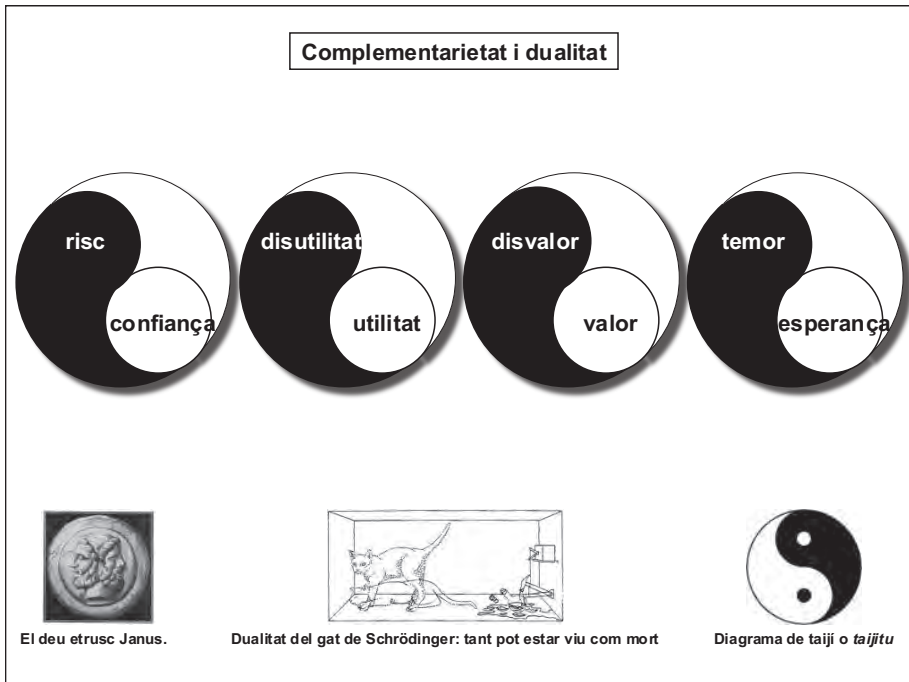 Complementarietat i dualitat
risc
confiança
disutilitat
utilitat
disvalor
valor
temor
esperança
El deu etrusc Janus.
Dualitat del gat de Schrödinger: tant pot estar viu com mort
Diagrama de taijí o taijitu